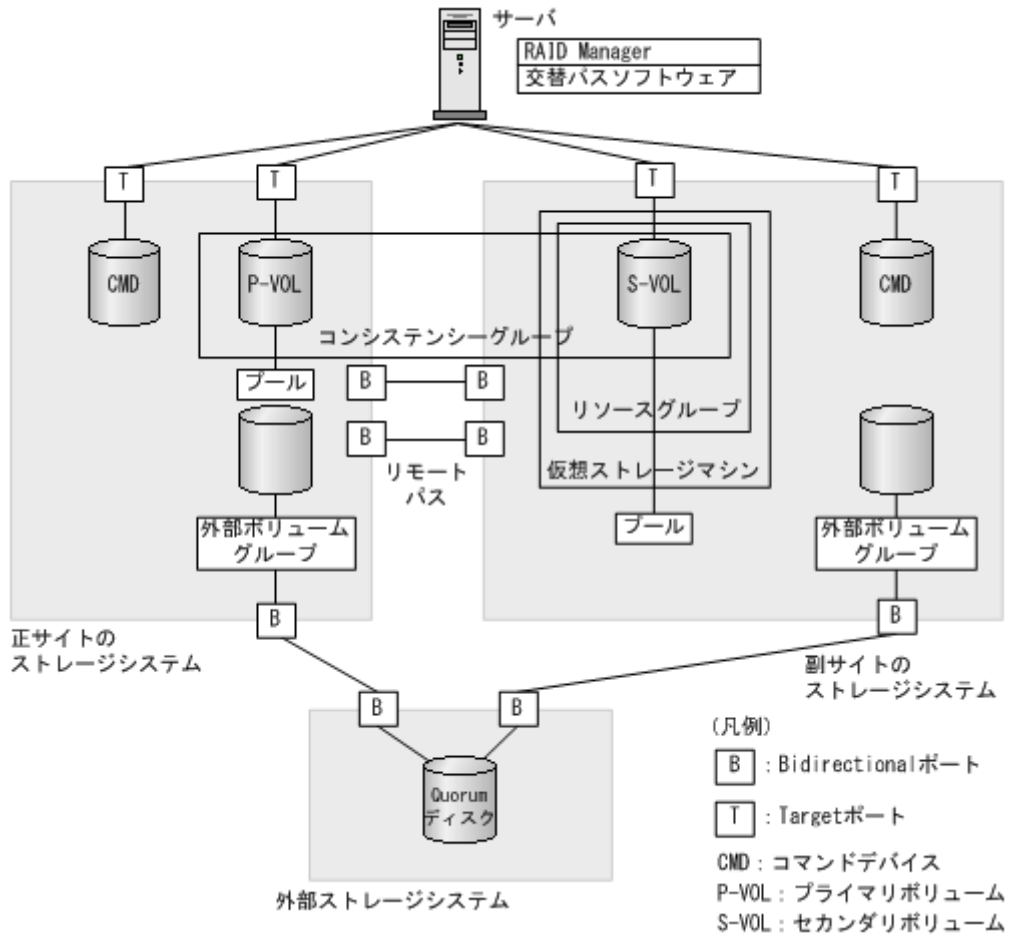 サーバ
RAID Manager
交替パスソフトウェア
T
T
T
T
CMD
P-VOL
S-VOL
CMD
コンシステンシーグループ
プール
B
B
リソースグループ
B
B
リモート
パス
仮想ストレージマシン
プール
外部ボリューム
グループ
外部ボリューム
グループ
B
B
正サイトの
ストレージシステム
副サイトの
ストレージシステム
B
B
Quorum
ディスク
外部ストレージシステム
(凡例)
B : Bidirectionalポート
T : Targetポート
CMD : コマンドデバイス
P-VOL : プライマリボリューム
S-VOL : セカンダリボリューム